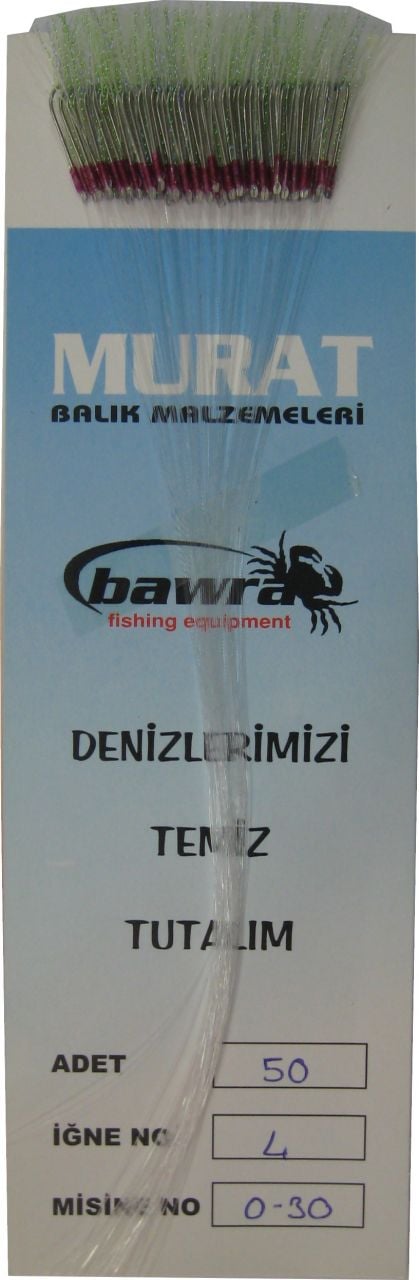 MURAT
BALIK MALZEMELERİ
bawra
fishing equipment
DENİZLERİMİZİ
TEMİZ
TUTALIM
ADET 50
İĞNE NO 4
MİSİNE NO 0-30